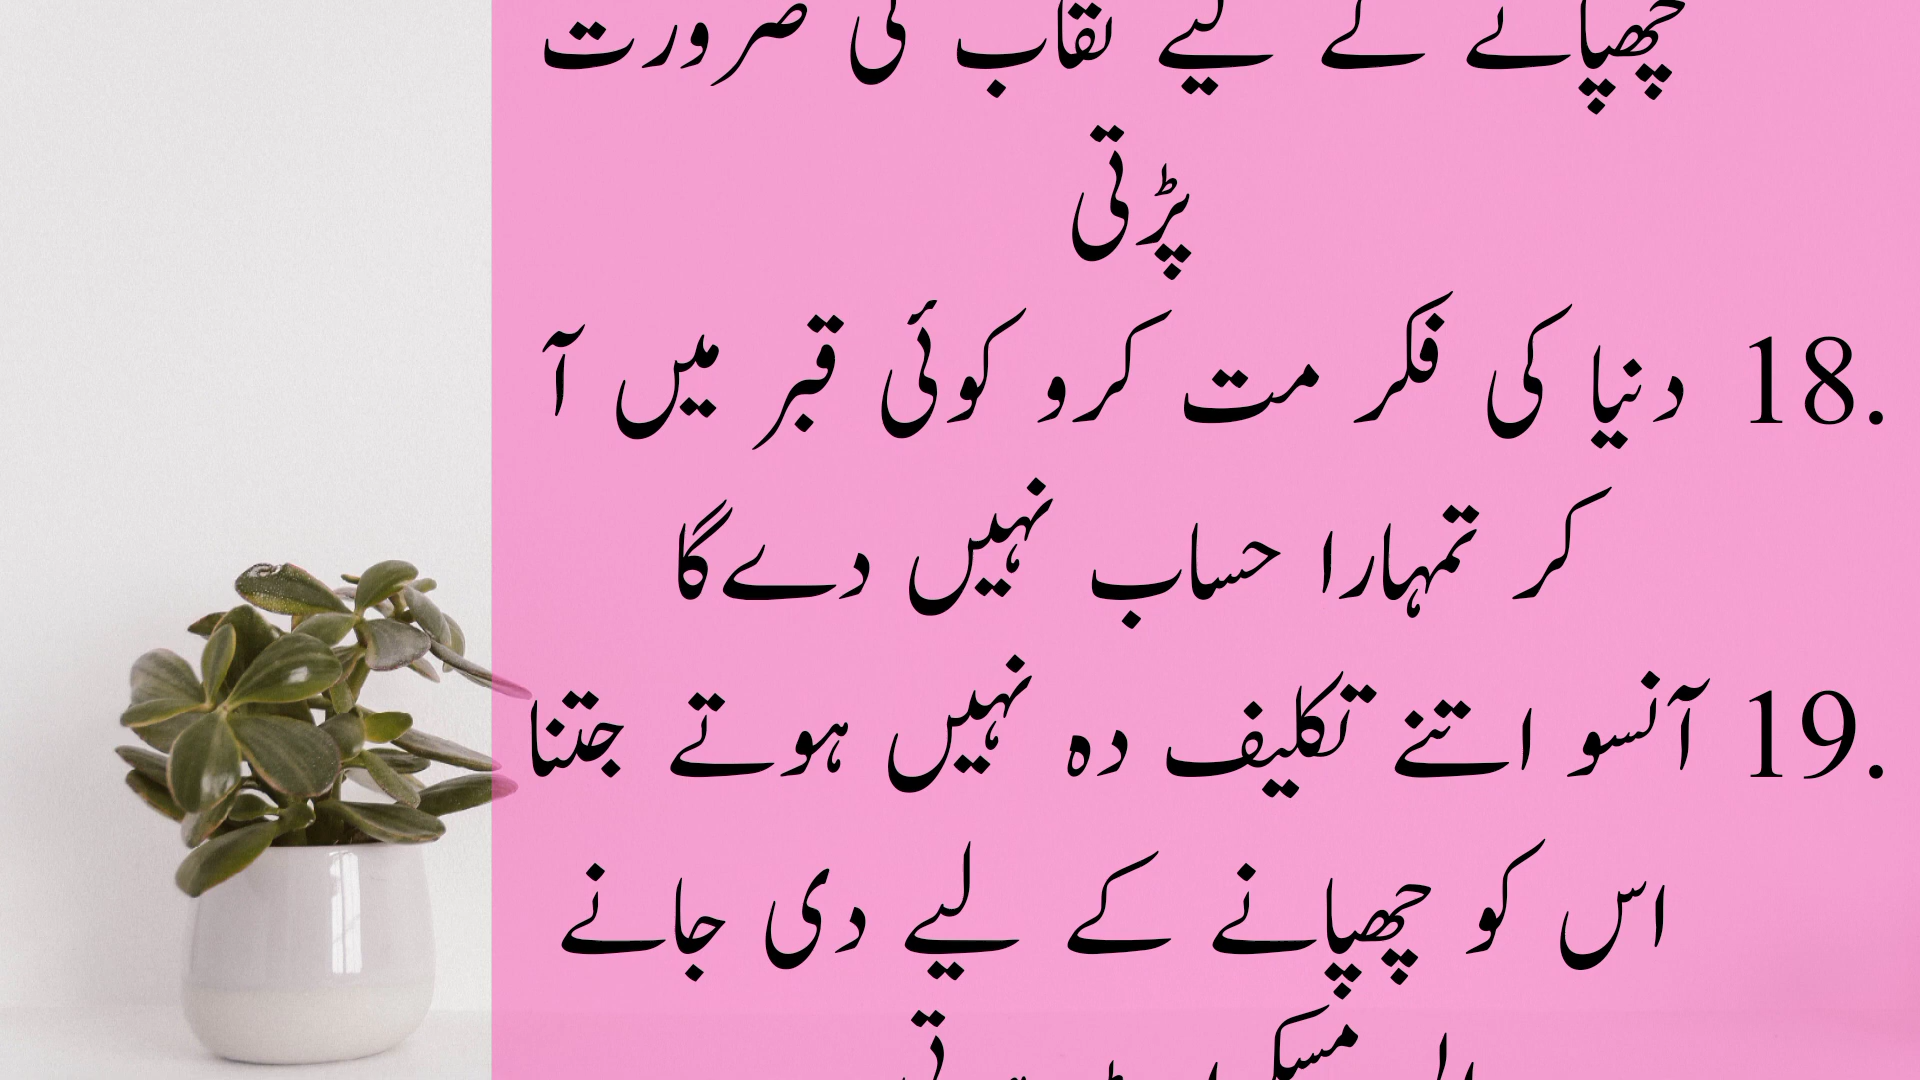 چھپانے کے لیے نقاب کی ضرورت
پڑتی
18. دنیا کی فکر مت کرو کوئی قبر میں آ
کر تمہارا حساب نہیں دے گا
19. آنسو اتنے تکلیف دہ نہیں ہوتے جتنا
اس کو چھپانے کے لیے دی جانے